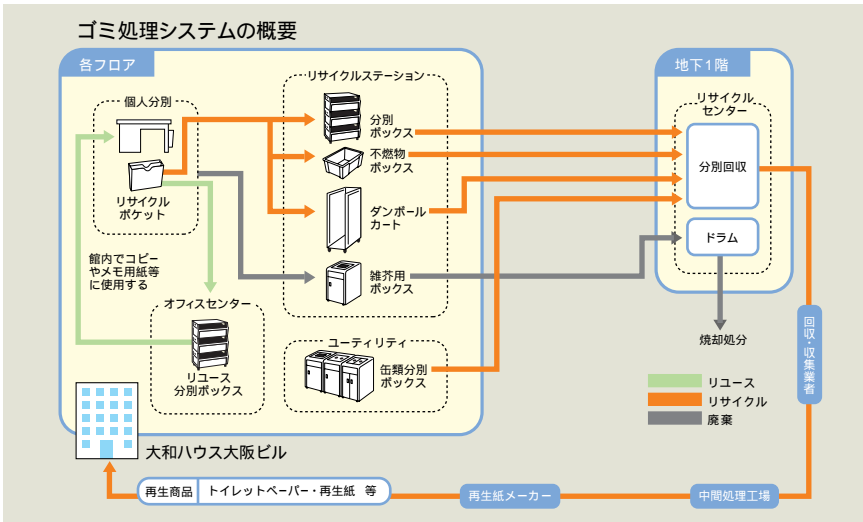 ゴミ処理システムの概要
各フロア
個人分別
リサイクル
ポケット
館内でコピー
やメモ用紙等
に使用する
オフィスセンター
リユース
分別ボックス
リサイクルステーション
分別
ボックス
不燃物
ボックス
ダンボール
カート
雑芥用
ボックス
ユーティリティ
缶類分別
ボックス
地下1階
リサイクル
センター
分別回収
ドラム
焼却処分
回収・収集業者
リユース
リサイクル
廃棄
大和ハウス大阪ビル
再生商品 トイレットペーパー・再生紙 等
再生紙メーカー
中間処理工場